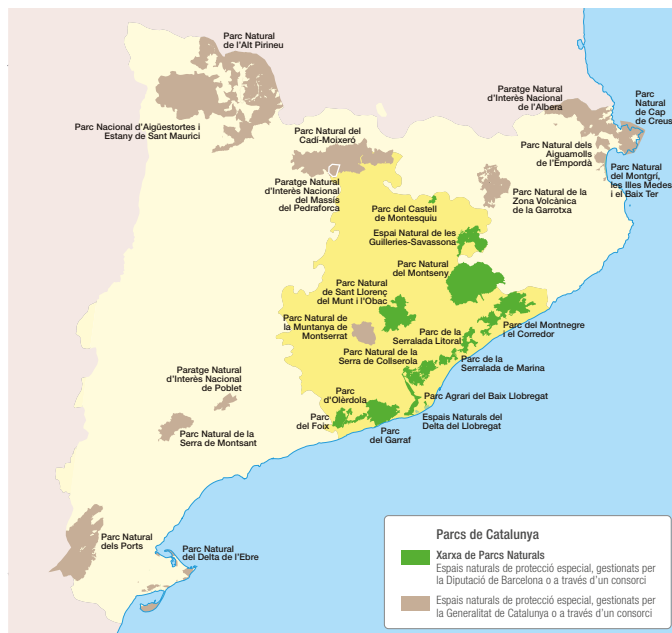 Parc Natural
de l'Alt Pirineu
Parc Nacional d'Aigüestortes i
Estany de Sant Maurici
Parc Natural del
Cadí-Moixeró
Paratge Natural
d'Interès Nacional
del Massís
del Pedraforca
Paratge Natural
d'Interès Nacional
de l'Albera
Parc
Natural
de Cap
de Creus
Parc Natural dels
Aiguamolls
de l'Empordà
Parc Natural
del Montgrí,
les Illes Medes
i el Baix Ter
Parc Natural de la
Zona Volcànica
de la Garrotxa
Parc del Castell
de Montesquiu
Espai Natural de les
Guilleries-Savassona
Parc Natural
del Montseny
Parc Natural
de Sant Llorenç
del Munt i l'Obac
Parc Natural de
la Muntanya de
Montserrat
Parc del Montnegre
i el Corredor
Parc de la
Serralada Litoral
Parc Natural de la
Serra de Collserola
Parc de la
Serralada de Marina
Paratge Natural
d'Interès Nacional
de Poblet
Parc
d'Olèrdola
Parc Agrari del Baix Llobregat
Parc
del Foix
Espais Naturals del
Delta del Llobregat
Parc
del Garraf
Parc Natural de la
Serra de Montsant
Parc Natural
dels Ports
Parc Natural
del Delta de l'Ebre
Parcs de Catalunya
Xarxa de Parcs Naturals
Espais naturals de protecció especial, gestionats per
la Diputació de Barcelona o a través d'un consorci
Espais naturals de protecció especial, gestionats per
la Generalitat de Catalunya o a través d'un consorci